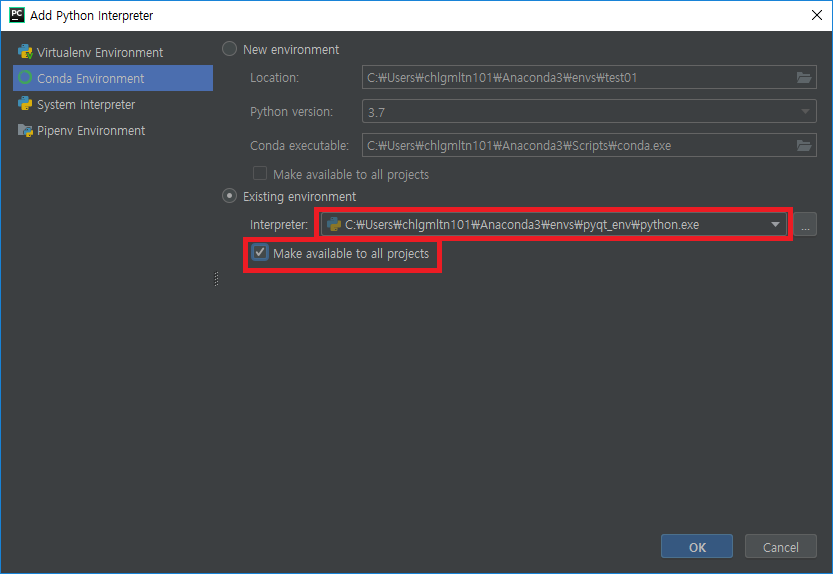 PC
Add Python Interpreter
Virtualenv Environment
Conda Environment
System Interpreter
Pipenv Environment
New environment
Location: C:₩Users₩chlgmltn101₩Anaconda3₩envs₩test01
Python version: 3.7
Conda executable: C:₩Users₩chlgmltn101₩Anaconda3₩Scripts₩conda.exe
Make available to all projects
Existing environment
Interpreter: C:₩Users₩chlgmltn101₩Anaconda3₩envs₩pyqt_env₩python.exe ...
Make available to all projects
OK Cancel